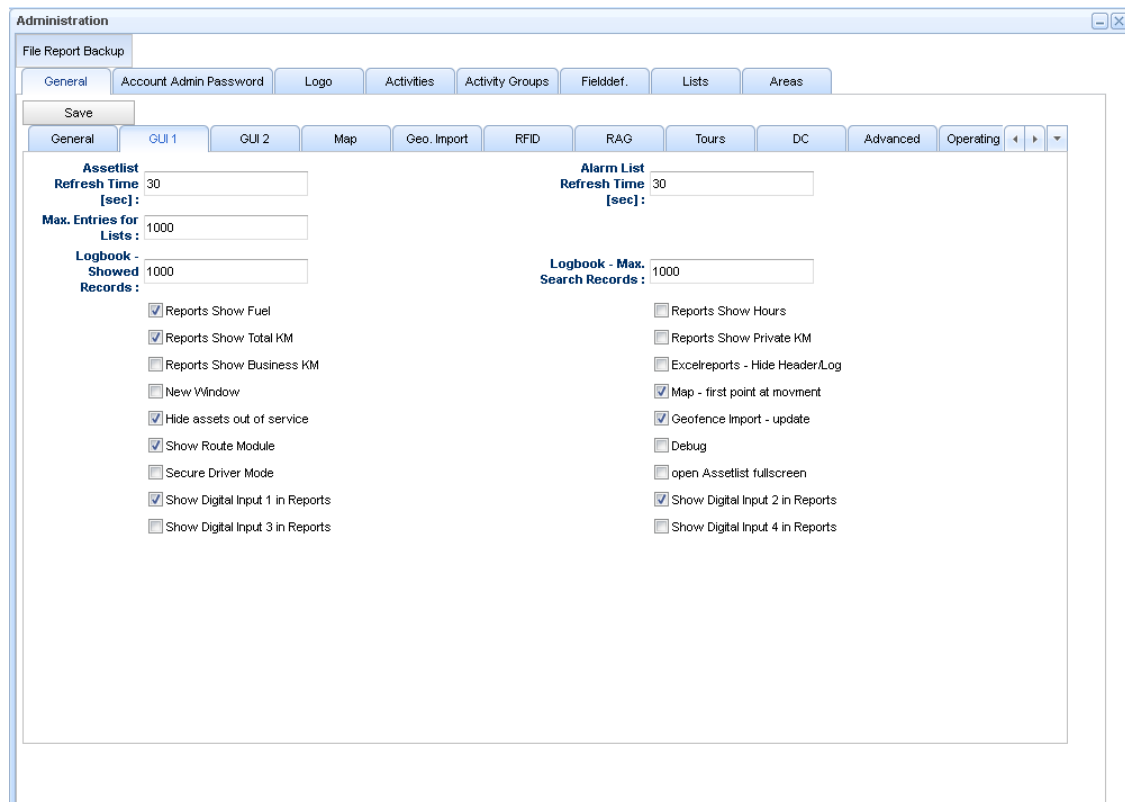 Administration
File Report Backup
General Account Admin Password Logo Activities Activity Groups Fielddef. Lists Areas
Save
General GUI 1 GUI 2 Map Geo. Import RFID RAG Tours DC Advanced Operating
Assetlist
Refresh Time
[sec] :
30
Alarm List
Refresh Time
[sec] :
30
Max. Entries for
Lists :
1000
Logbook -
Showed
Records :
1000
Logbook - Max.
Search Records :
1000
Reports Show Fuel
Reports Show Hours
Reports Show Total KM
Reports Show Private KM
Reports Show Business KM
Excelreports - Hide Header/Log
New Window
Map - first point at movment
Hide assets out of service
Geofence Import - update
Show Route Module
Debug
Secure Driver Mode
open Assetlist fullscreen
Show Digital Input 1 in Reports
Show Digital Input 2 in Reports
Show Digital Input 3 in Reports
Show Digital Input 4 in Reports